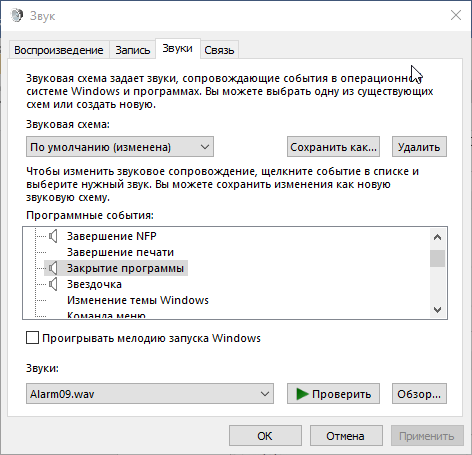 Звук
Воспроизведение Запись Звуки Связь
Звуковая схема задает звуки, сопровождающие события в операционной
системе Windows и программах. Вы можете выбрать одну из существующих
схем или создать новую.
Звуковая схема:
По умолчанию (изменена) Сохранить как... Удалить
Чтобы изменить звуковое сопровождение, щелкните событие в списке и
выберите нужный звук. Вы можете сохранить изменения как новую
звуковую схему.
Программные события:
Завершение NFP
Завершение печати
Закрытие программы
Звездочка
Изменение темы Windows
Команда меню
Проигрывать мелодию запуска Windows
Звуки:
Alarm09.wav Проверить Обзор...
OK Отмена Применить